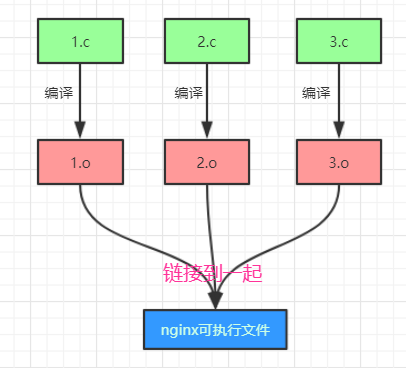 1.c
2.c
3.c
编译
编译
编译
1.o
2.o
3.o
链接到一起
nginx可执行文件